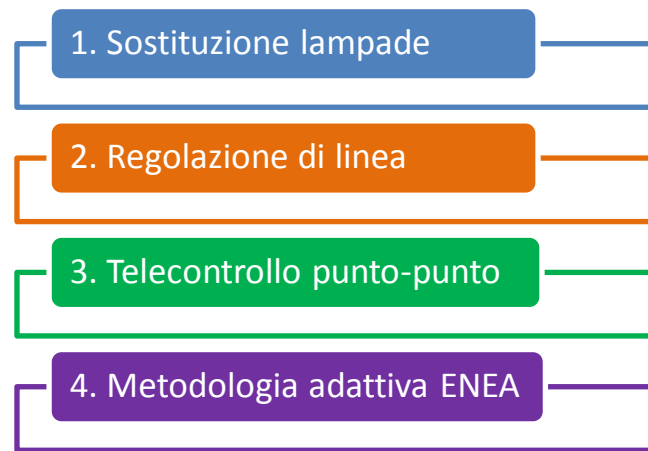 1. Sostituzione lampade
2. Regolazione di linea
3. Telecontrollo punto-punto
4. Metodologia adattiva ENEA